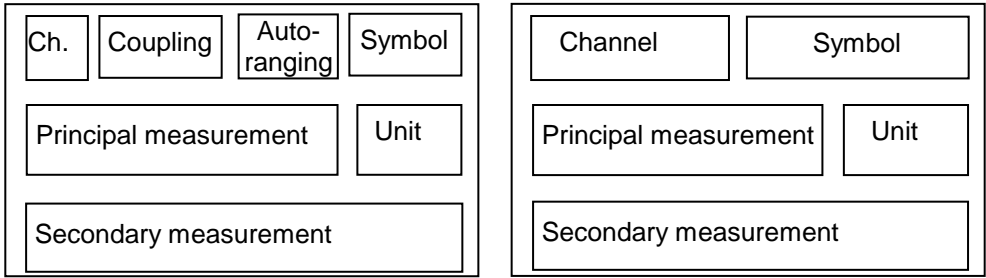 Ch.
Coupling
Auto-
ranging
Symbol
Principal measurement
Unit
Secondary measurement
Channel
Symbol
Principal measurement
Unit
Secondary measurement